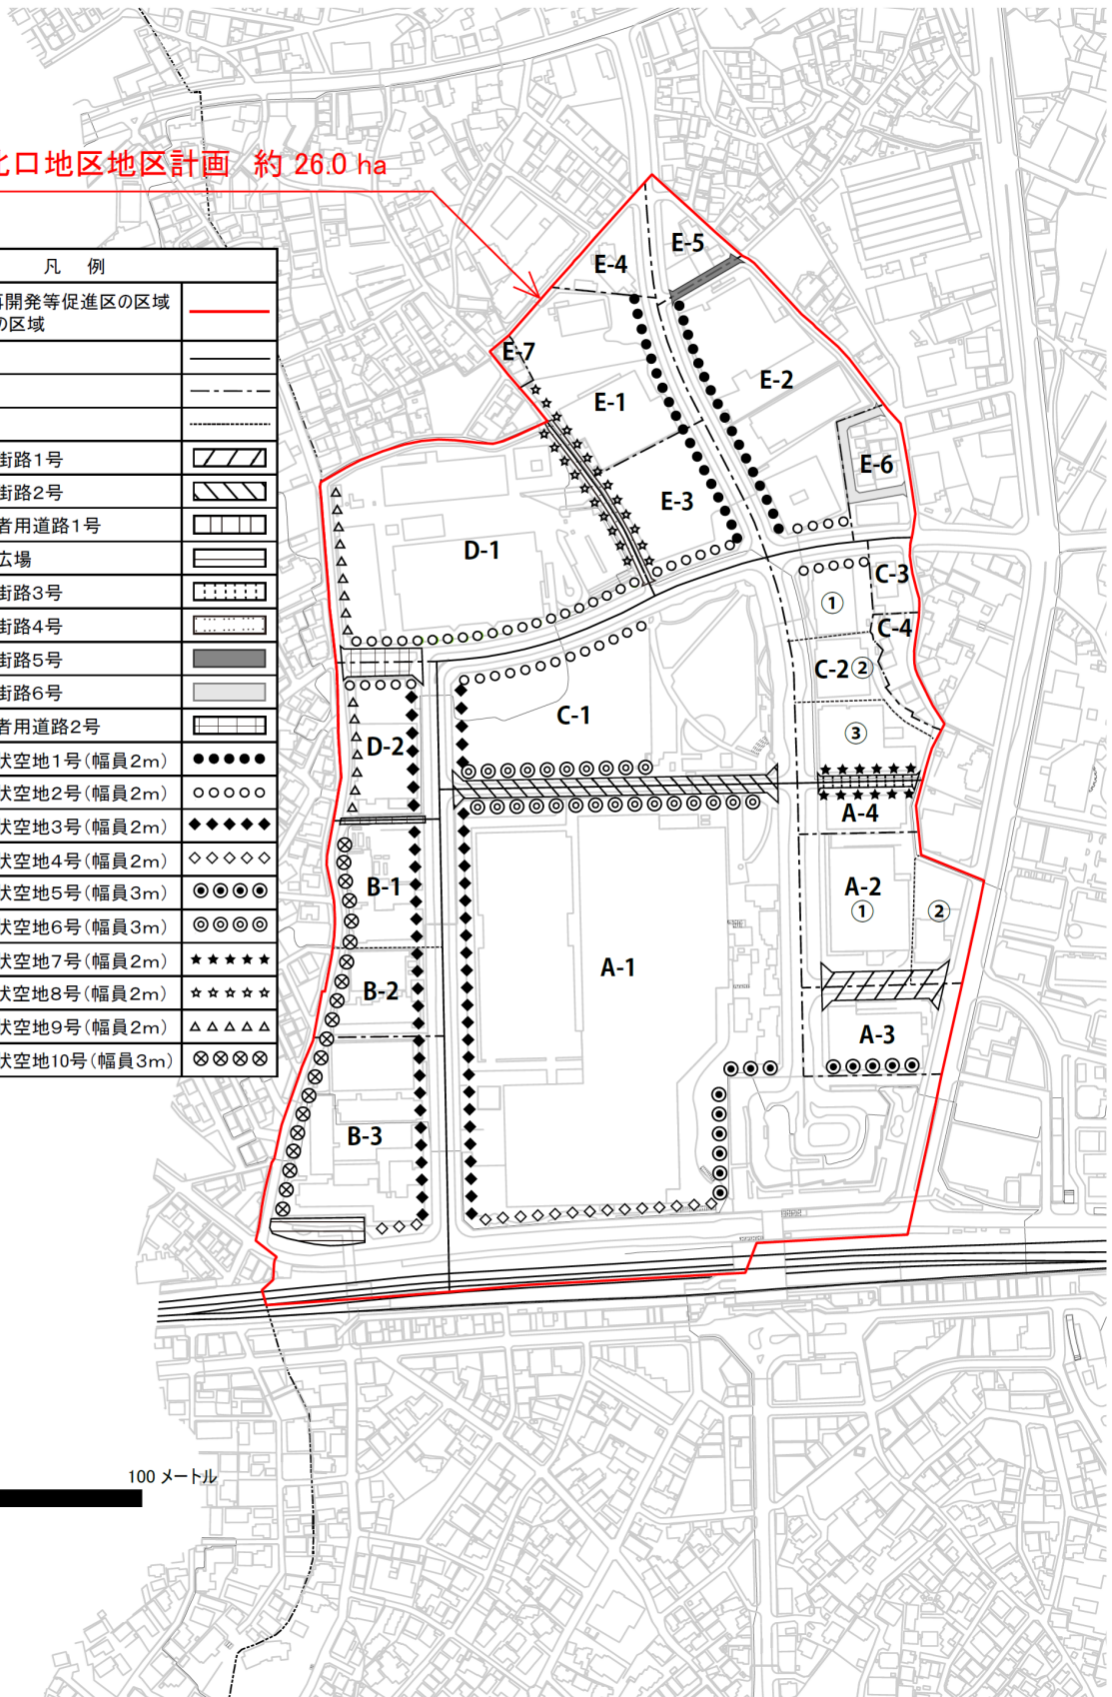 北口地区地区計画 約 26.0 ha
凡 例
再開発等促進区の区域
の区域
街路1号
街路2号
者用道路1号
広場
街路3号
街路4号
街路5号
街路6号
者用道路2号
状空地1号(幅員2m)
状空地2号(幅員2m)
状空地3号(幅員2m)
状空地4号(幅員2m)
状空地5号(幅員3m)
状空地6号(幅員3m)
状空地7号(幅員2m)
状空地8号(幅員2m)
状空地9号(幅員2m)
状空地10号(幅員3m)
E-5
E-4
E-7
E-2
E-1
E-6
E-3
D-1
C-3
①
C-4
C-2 ②
C-1
③
D-2
A-4
B-1
A-2
① ②
A-1
B-2
A-3
B-3
100 メートル